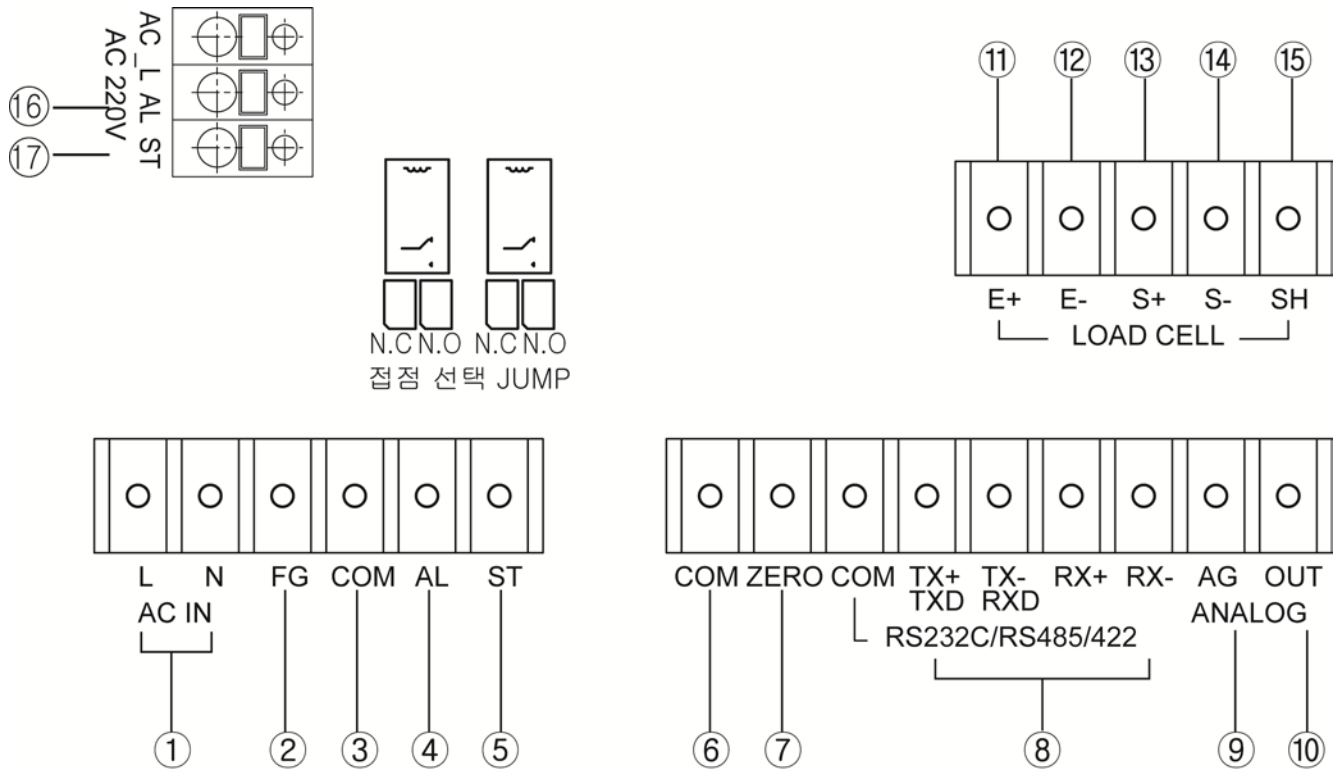 AC_L AL ST
AC 220V
⑯
⑰
⑪ ⑫ ⑬ ⑭ ⑮
E+ E- S+ S- SH
LOAD CELL
N.C N.O N.C N.O
접점 선택 JUMP
L N FG COM AL ST
AC IN
① ② ③ ④ ⑤
COM ZERO COM TX+ TX- RX+ RX- AG OUT
TXD RXD
ANALOG
RS232C/RS485/422
⑥ ⑦ ⑧ ⑨ ⑩